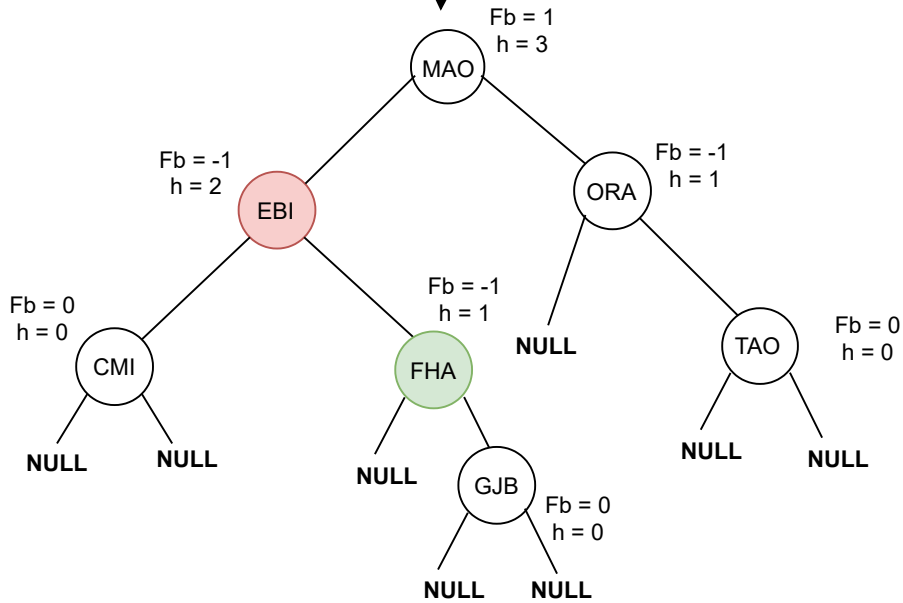 Fb = 1
h = 3
MAO
Fb = -1
h = 2
EBI
Fb = -1
h = 1
ORA
Fb = 0
h = 0
CMI
Fb = -1
h = 1
FHA
NULL
TAO
Fb = 0
h = 0
NULL
NULL
NULL
GJB
Fb = 0
h = 0
NULL
NULL
NULL
NULL